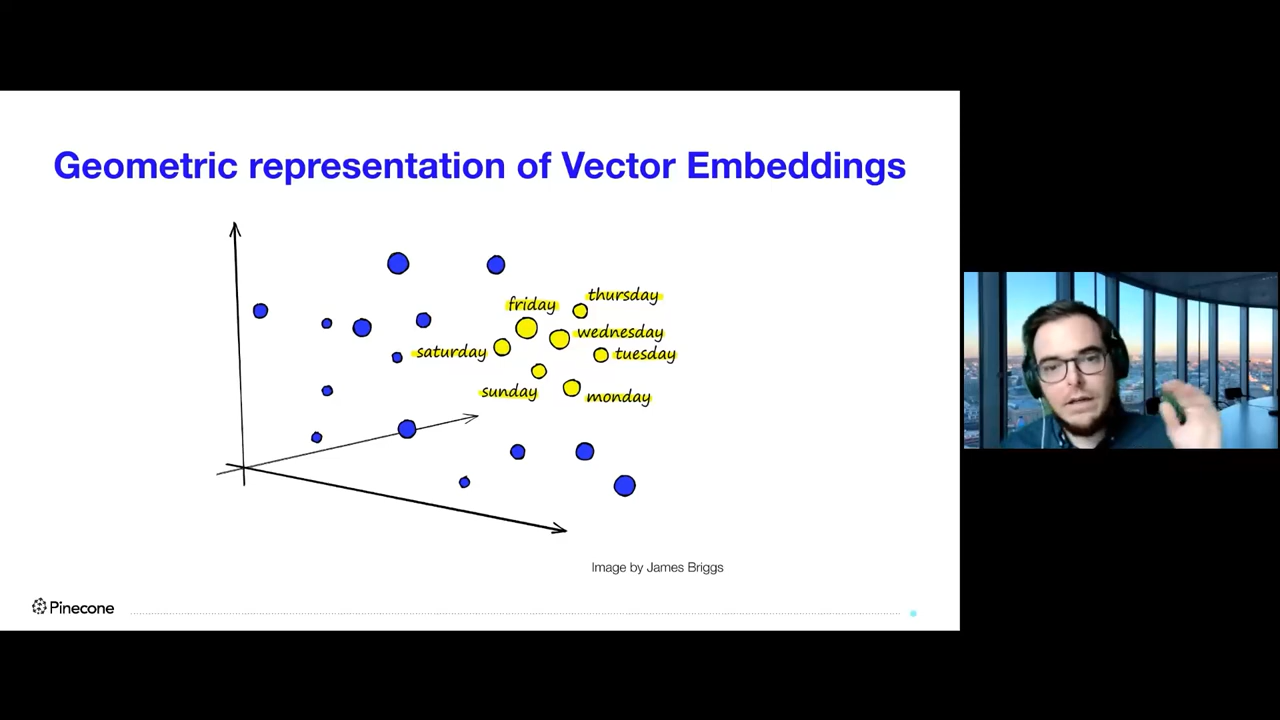 Geometric representation of Vector Embeddings
thursday
friday
wednesday
saturday
tuesday
sunday
monday
Image by James Briggs
Pinecone